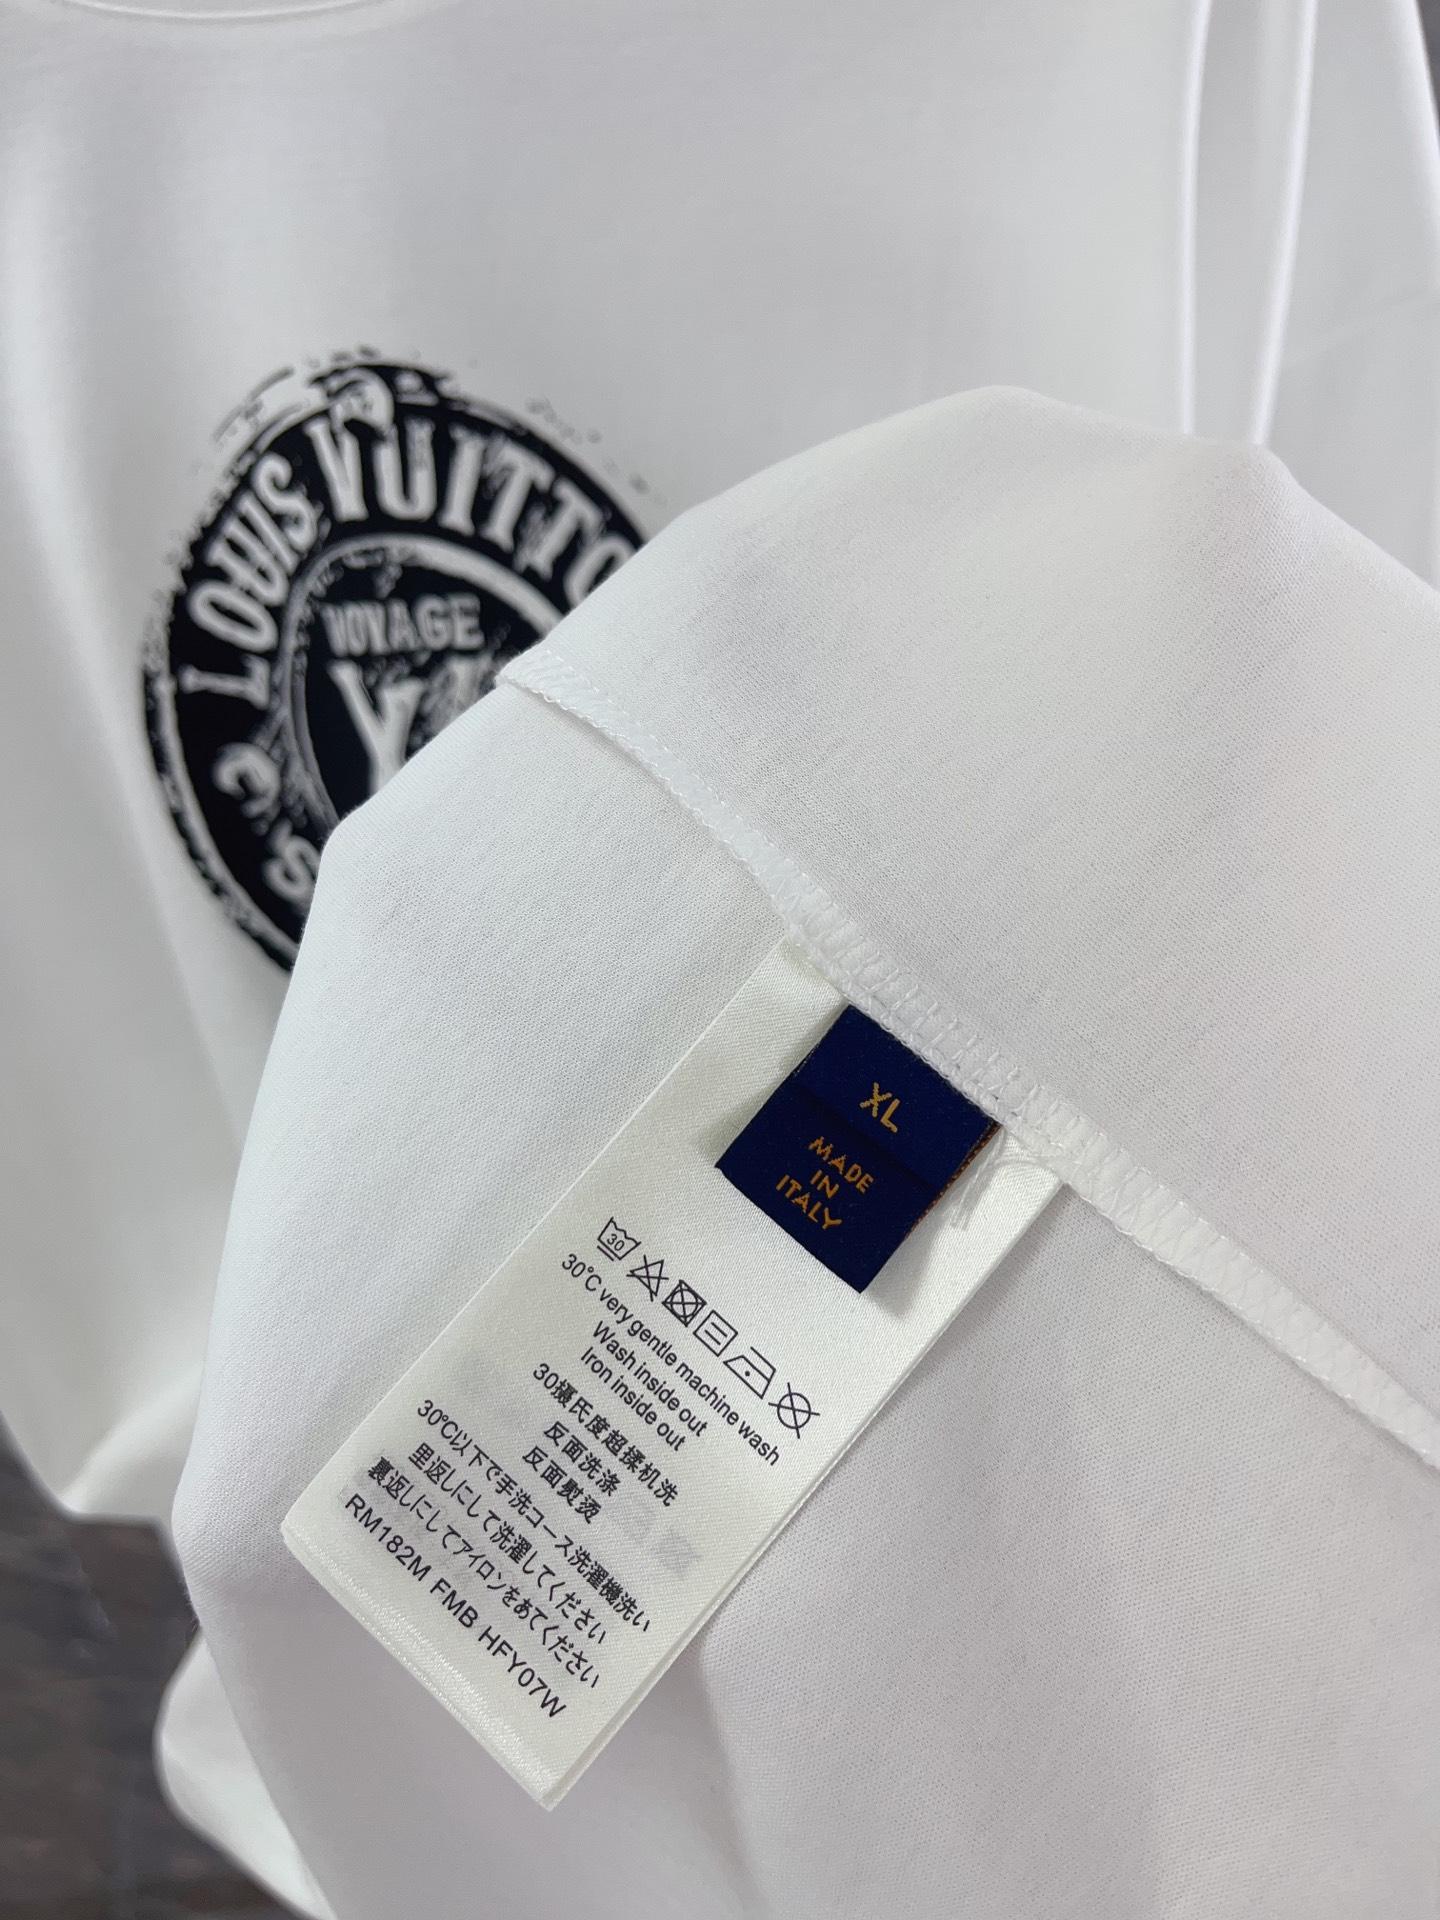 LOUIS VUITTO
VOYAGE
XL
MADE
IN
ITALY
30
30°C very gentle machine wash
Wash inside out
Iron inside out
30攝氏度超揉机洗
反面洗涤
反面熨烫
30℃以下で手洗コース洗濯機洗い
里返しにして洗濯してください
裏返しにしてアイロンをあてください
RM182M FMB HFY07W